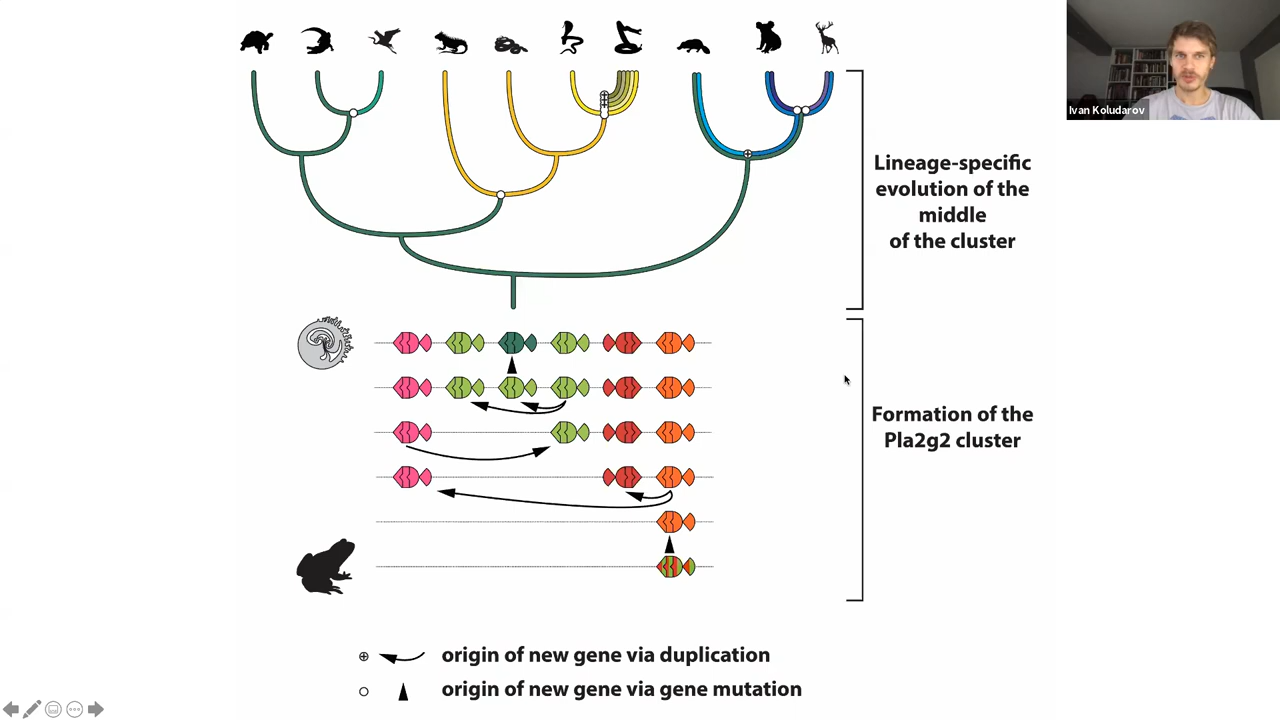 Ivan Koludarov
Lineage-specific
evolution of the
middle
of the cluster
Formation of the
Pla2g2 cluster
origin of new gene via duplication
origin of new gene via gene mutation